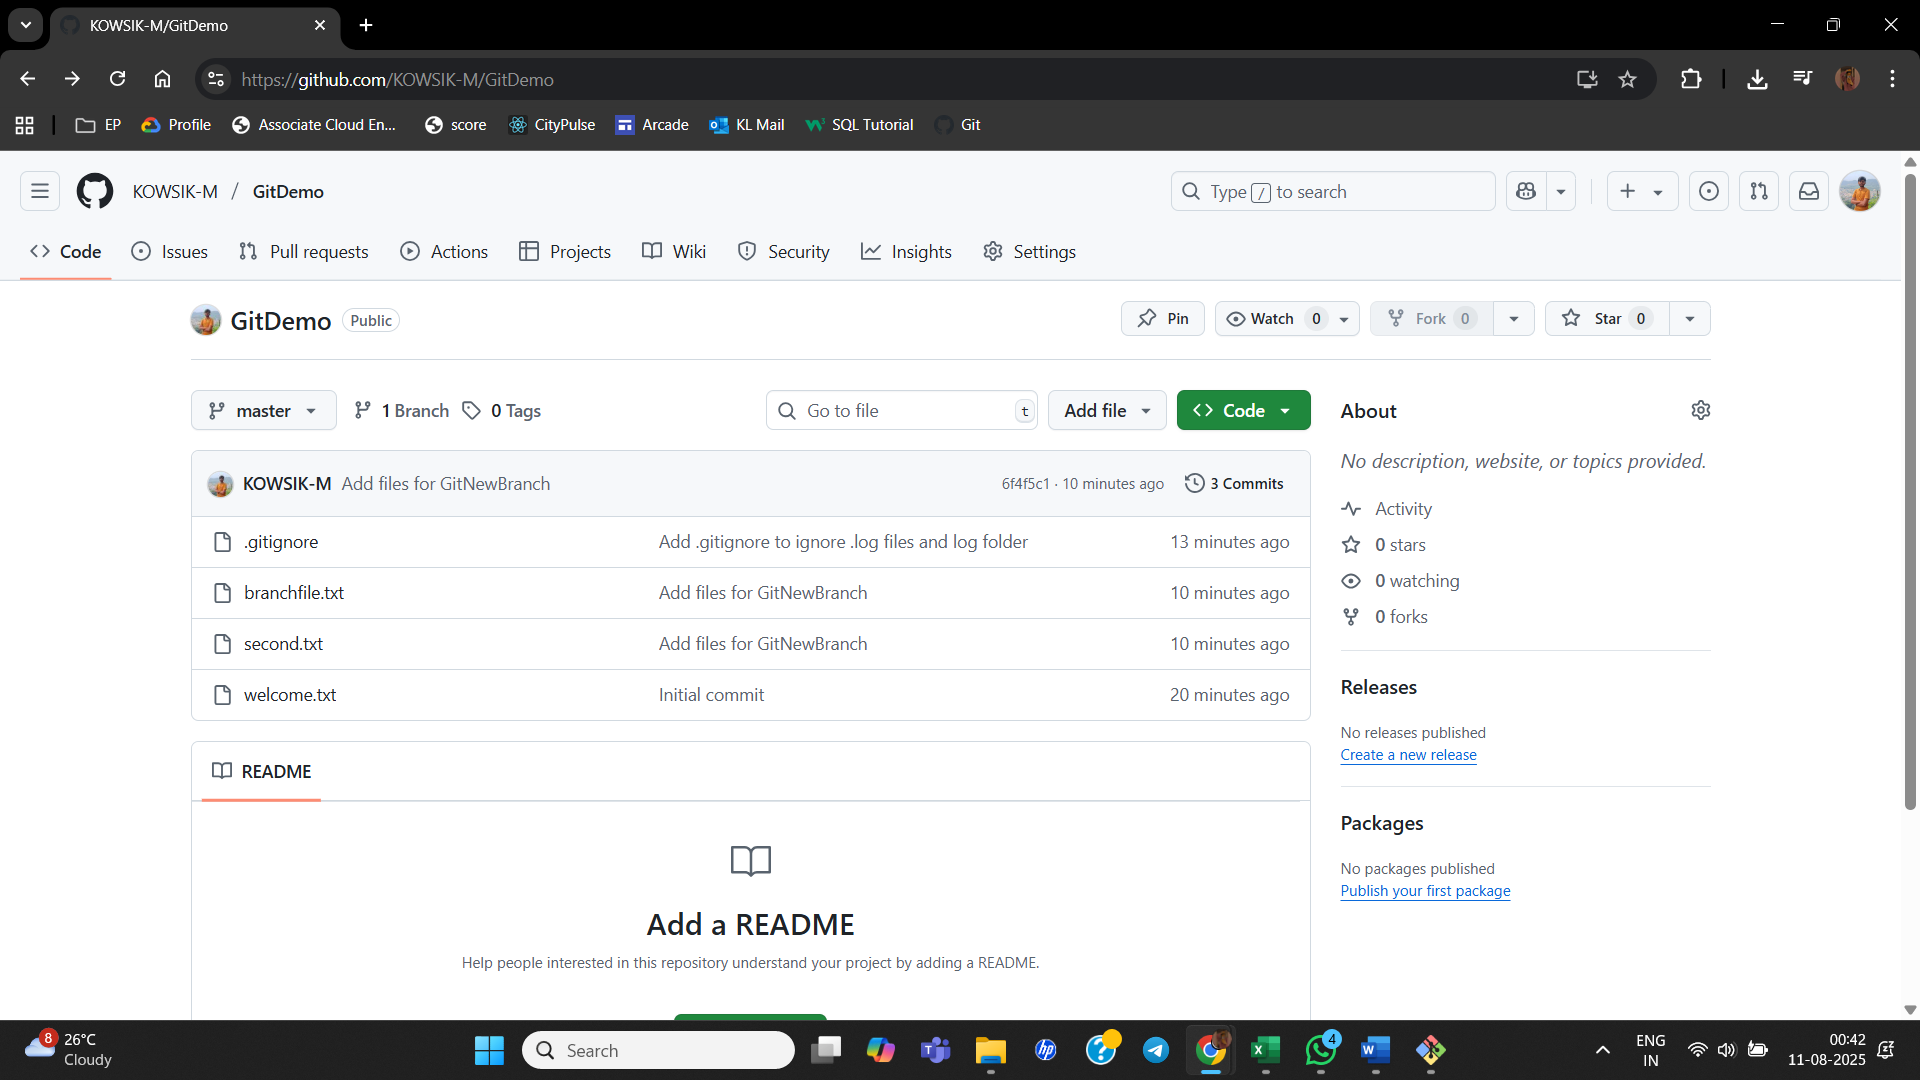 KOWSIK-M/GitDemo
https://github.com/KOWSIK-M/GitDemo
EP
Profile
Associate Cloud En...
score
CityPulse
Arcade
KL Mail
SQL Tutorial
Git
KOWSIK-M / GitDemo
Type / to search
Code
Issues
Pull requests
Actions
Projects
Wiki
Security
Insights
Settings
GitDemo
Public
Pin
Watch 0
Fork 0
Star 0
master
1 Branch
0 Tags
Go to file
t
Add file
Code
About
No description, website, or topics provided.
KOWSIK-M Add files for GitNewBranch 6f4f5c1 · 10 minutes ago 3 Commits
.gitignore Add .gitignore to ignore .log files and log folder 13 minutes ago
branchfile.txt Add files for GitNewBranch 10 minutes ago
second.txt Add files for GitNewBranch 10 minutes ago
welcome.txt Initial commit 20 minutes ago
Activity
0 stars
0 watching
0 forks
Releases
No releases published
Create a new release
Packages
No packages published
Publish your first package
README
Add a README
Help people interested in this repository understand your project by adding a README.
8
26°C
Cloudy
Search
4
ENG
IN
00:42
11-08-2025